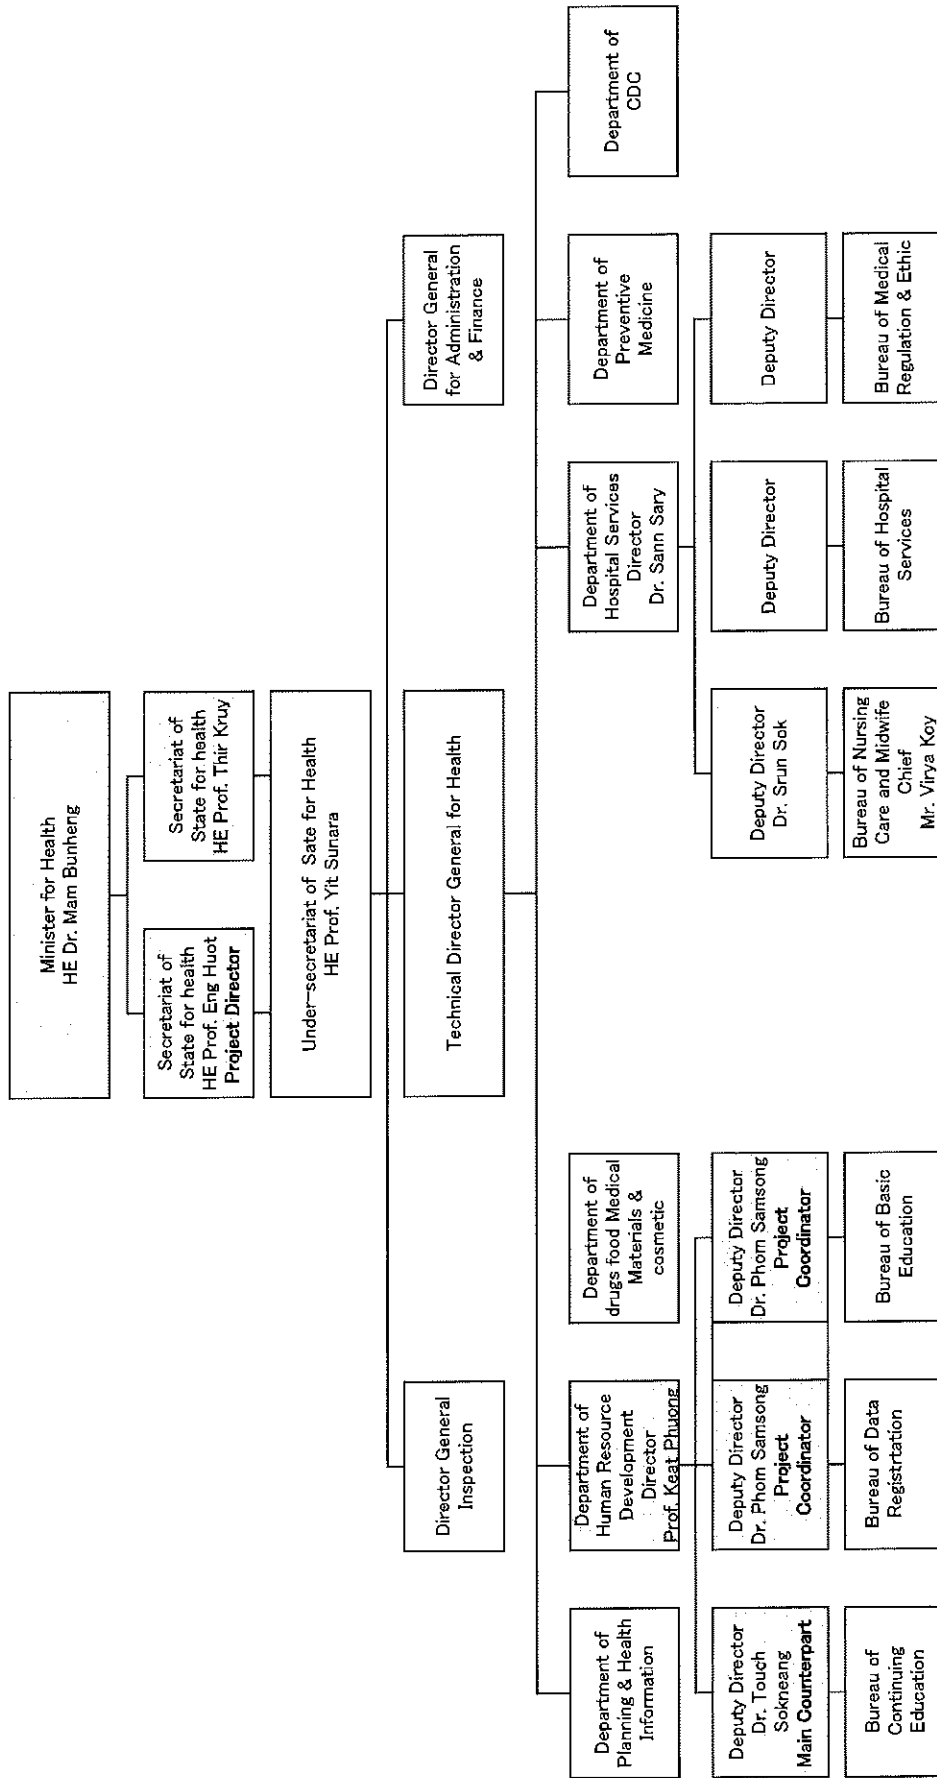 Minister for Health
HE Dr. Mam Bunheng
Secretariat of
State for health
HE Prof. Eng Huot
Project Director
Secretariat of
State for health
HE Prof. Thir Kruy
Under-secretariat of Sate for Health
HE Prof. Yit Sunara
Director General
Inspection
Technical Director General for Health
Director General
for Administration
& Finance
Department of
Planning & Health
Information
Department of
Human Resource
Development
Director
Prof. Keat Phuong
Department of
drugs food Medical
Materials &
cosmetic
Department of
Hospital Services
Director
Dr. Sann Sary
Department of
Preventive
Medicine
Department of
CDC
Deputy Director
Dr. Touch
Sokneang
Main Counterpart
Deputy Director
Dr. Phom Samsong
Project
Coordinator
Deputy Director
Dr. Phom Samsong
Project
Coordinator
Deputy Director
Dr. Srun Sok
Deputy Director
Deputy Director
Bureau of
Continuing
Education
Bureau of Data
Registrtation
Bureau of Basic
Education
Bureau of Nursing
Care and Midwife
Chief
Mr. Virya Koy
Bureau of Hospital
Services
Bureau of Medical
Regulation & Ethic